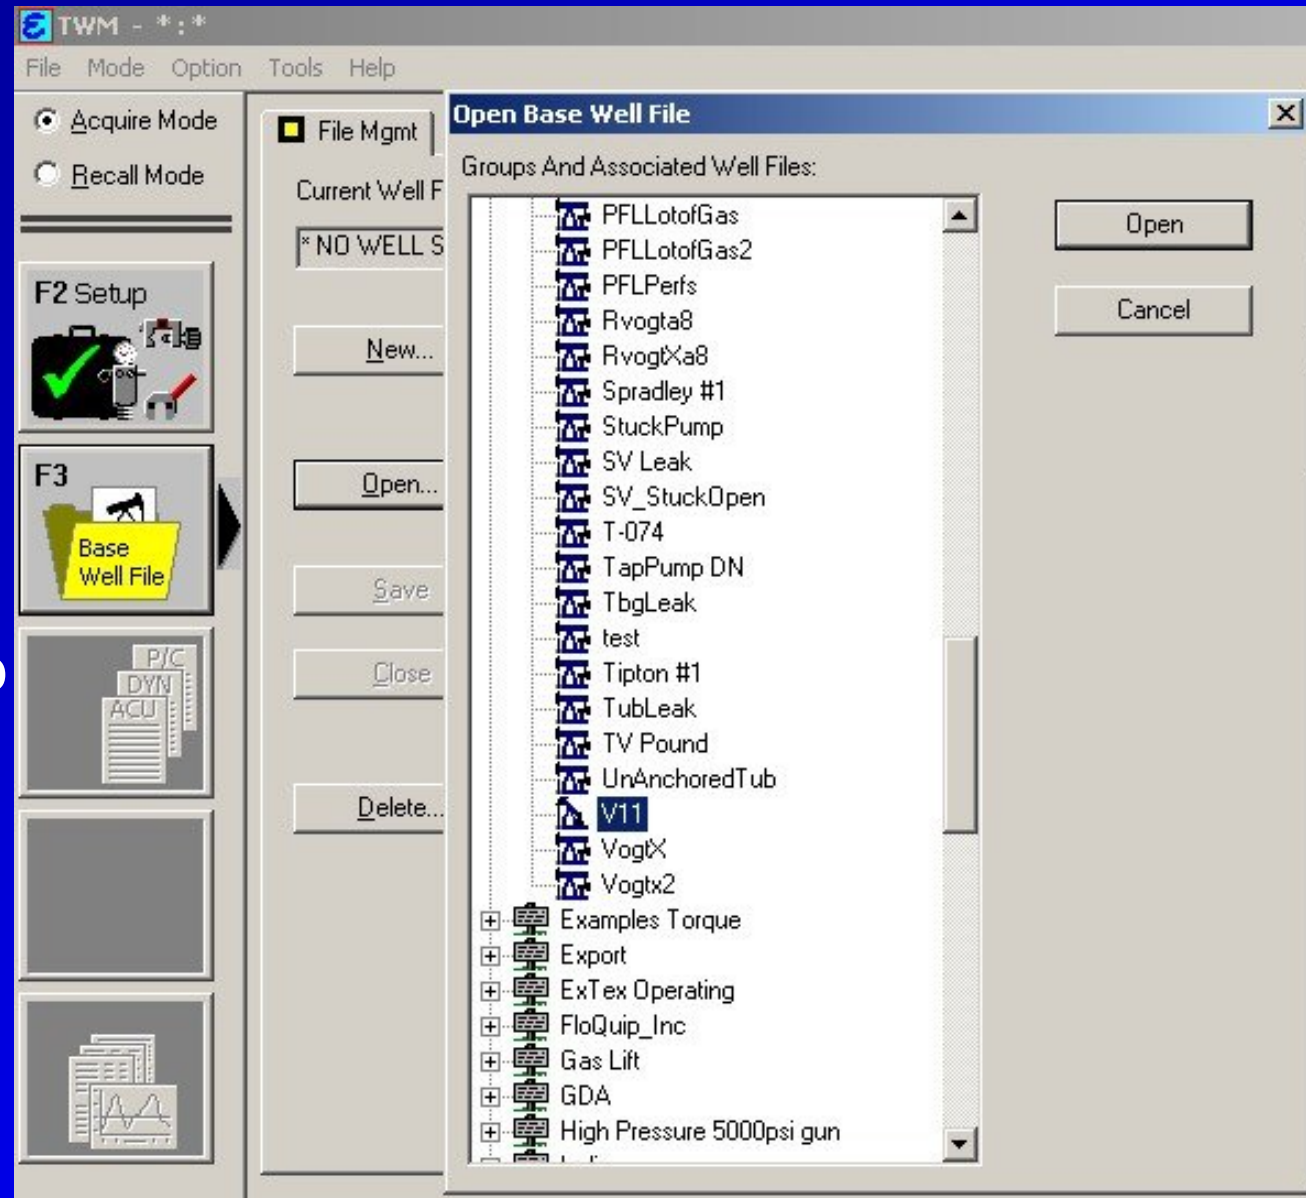 TWM - *:*
File Mode Option Tools Help
Acquire Mode
Recall Mode
F2 Setup
F3
Base
Well File
P/C
DYN
ACU
File Mgmt
Current Well F
* NO WELL S
New...
Open...
Save
Close
Delete...
Open Base Well File
Groups And Associated Well Files:
PFLLotofGas
PFLLotofGas2
PFLPerfs
Rvogta8
RvogtXa8
Spradley #1
StuckPump
SV Leak
SV_StuckOpen
T-074
TapPump DN
TbgLeak
test
Tipton #1
TubLeak
TV Pound
UnAnchoredTub
V11
VogtX
Vogtx2
Examples Torque
Export
ExTex Operating
FloQuip_Inc
Gas Lift
GDA
High Pressure 5000psi gun
Open
Cancel